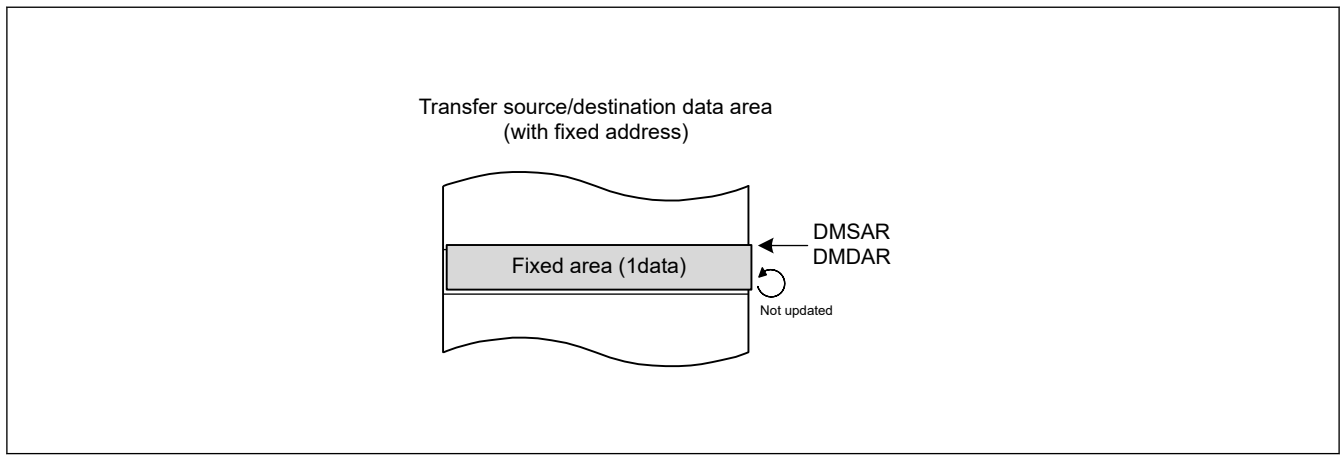 Transfer source/destination data area
(with fixed address)
DMSAR
DMDAR
Fixed area (1data)
Not updated